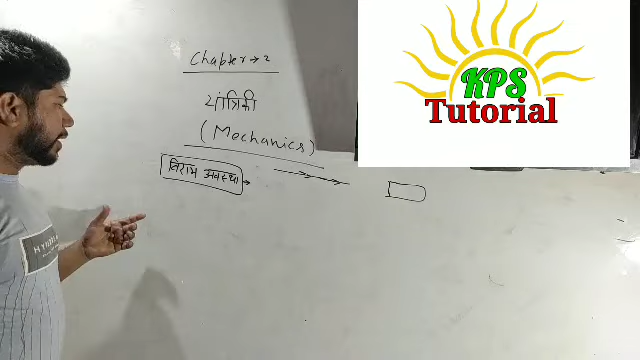 Chapter → 2
यांत्रिकी
(Mechanics)
विराम अवस्था →
KPS
Tutorial